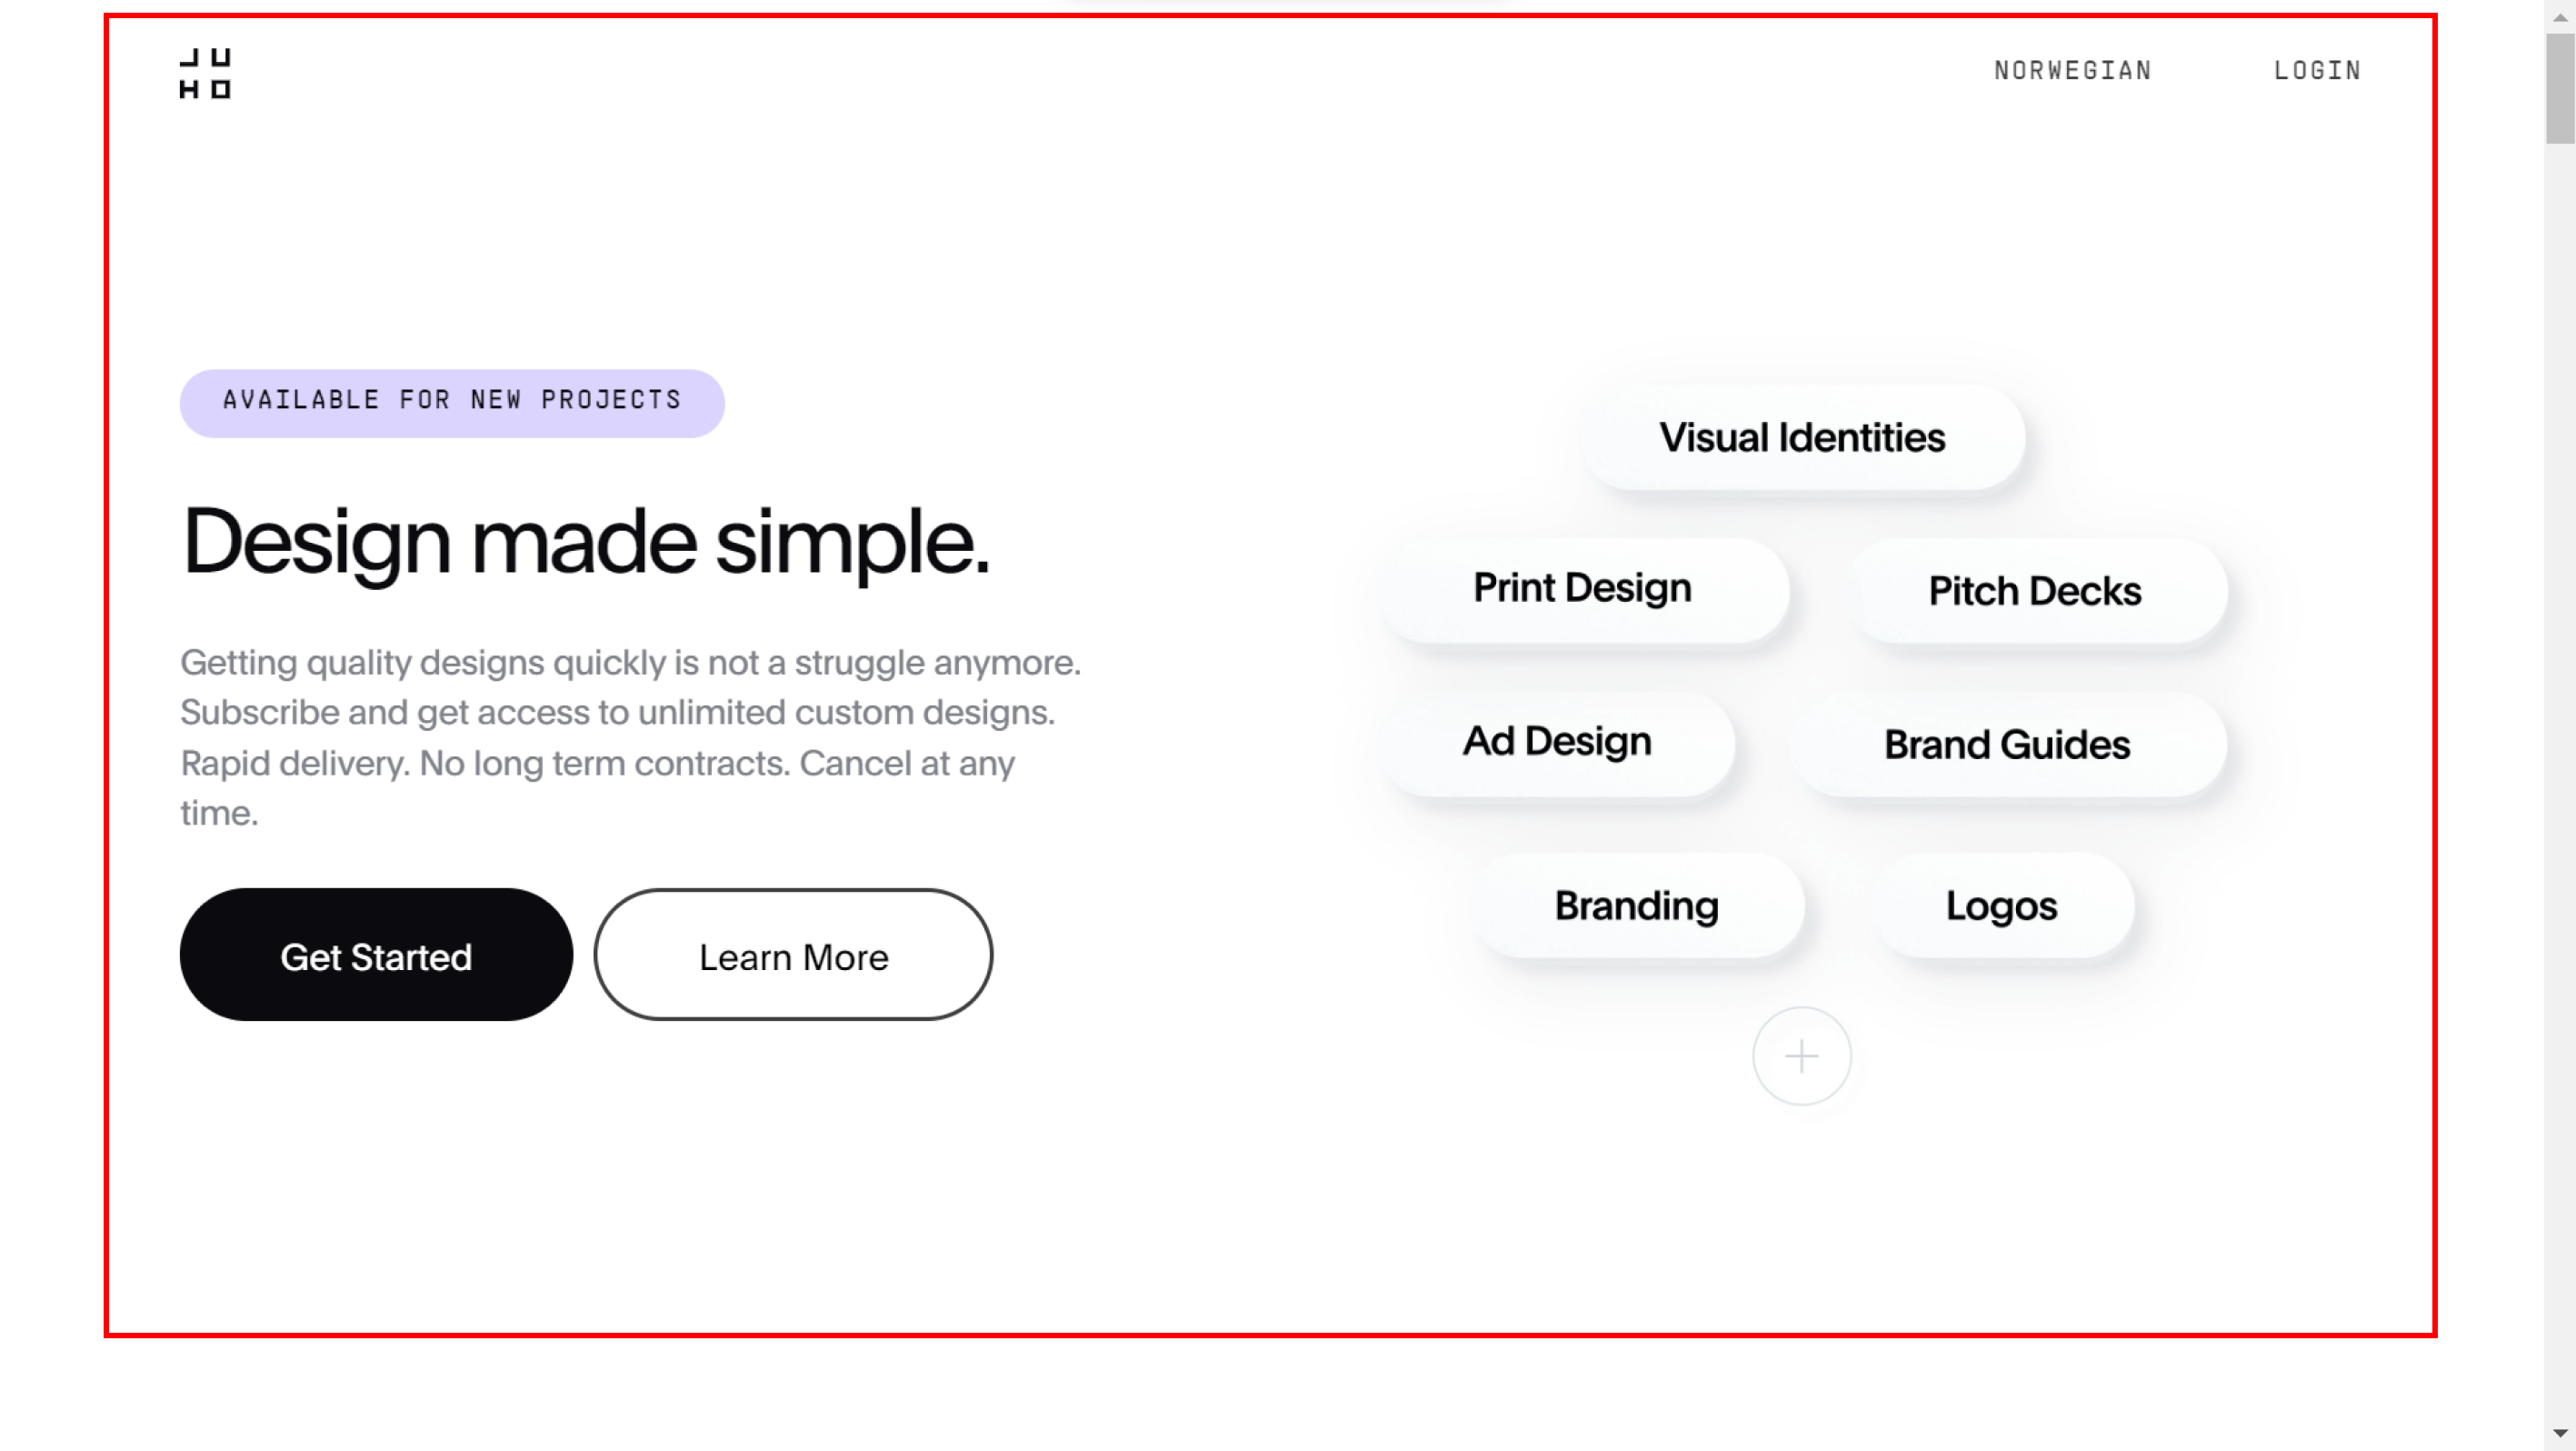 JU
HO
NORWEGIAN
LOGIN
AVAILABLE FOR NEW PROJECTS
Design made simple.
Getting quality designs quickly is not a struggle anymore.
Subscribe and get access to unlimited custom designs.
Rapid delivery. No long term contracts. Cancel at any
time.
Get Started
Learn More
Visual Identities
Print Design
Pitch Decks
Ad Design
Brand Guides
Branding
Logos